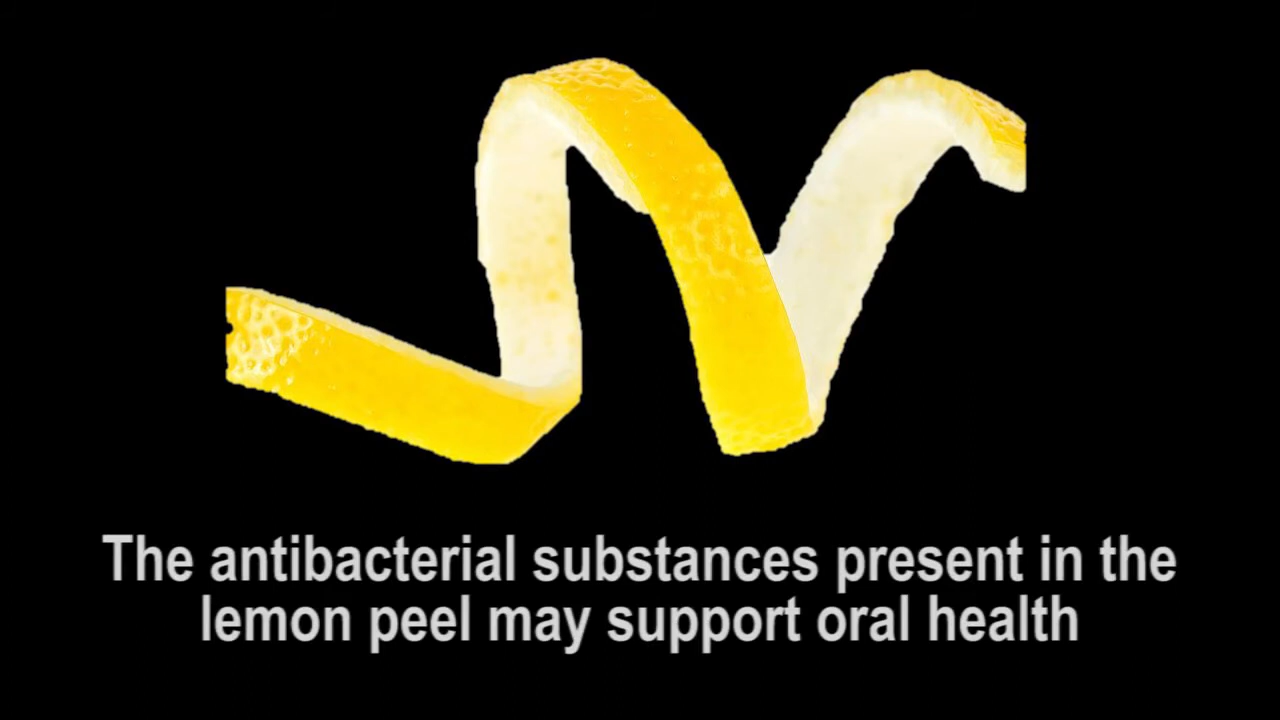 The antibacterial substances present in the
lemon peel may support oral health